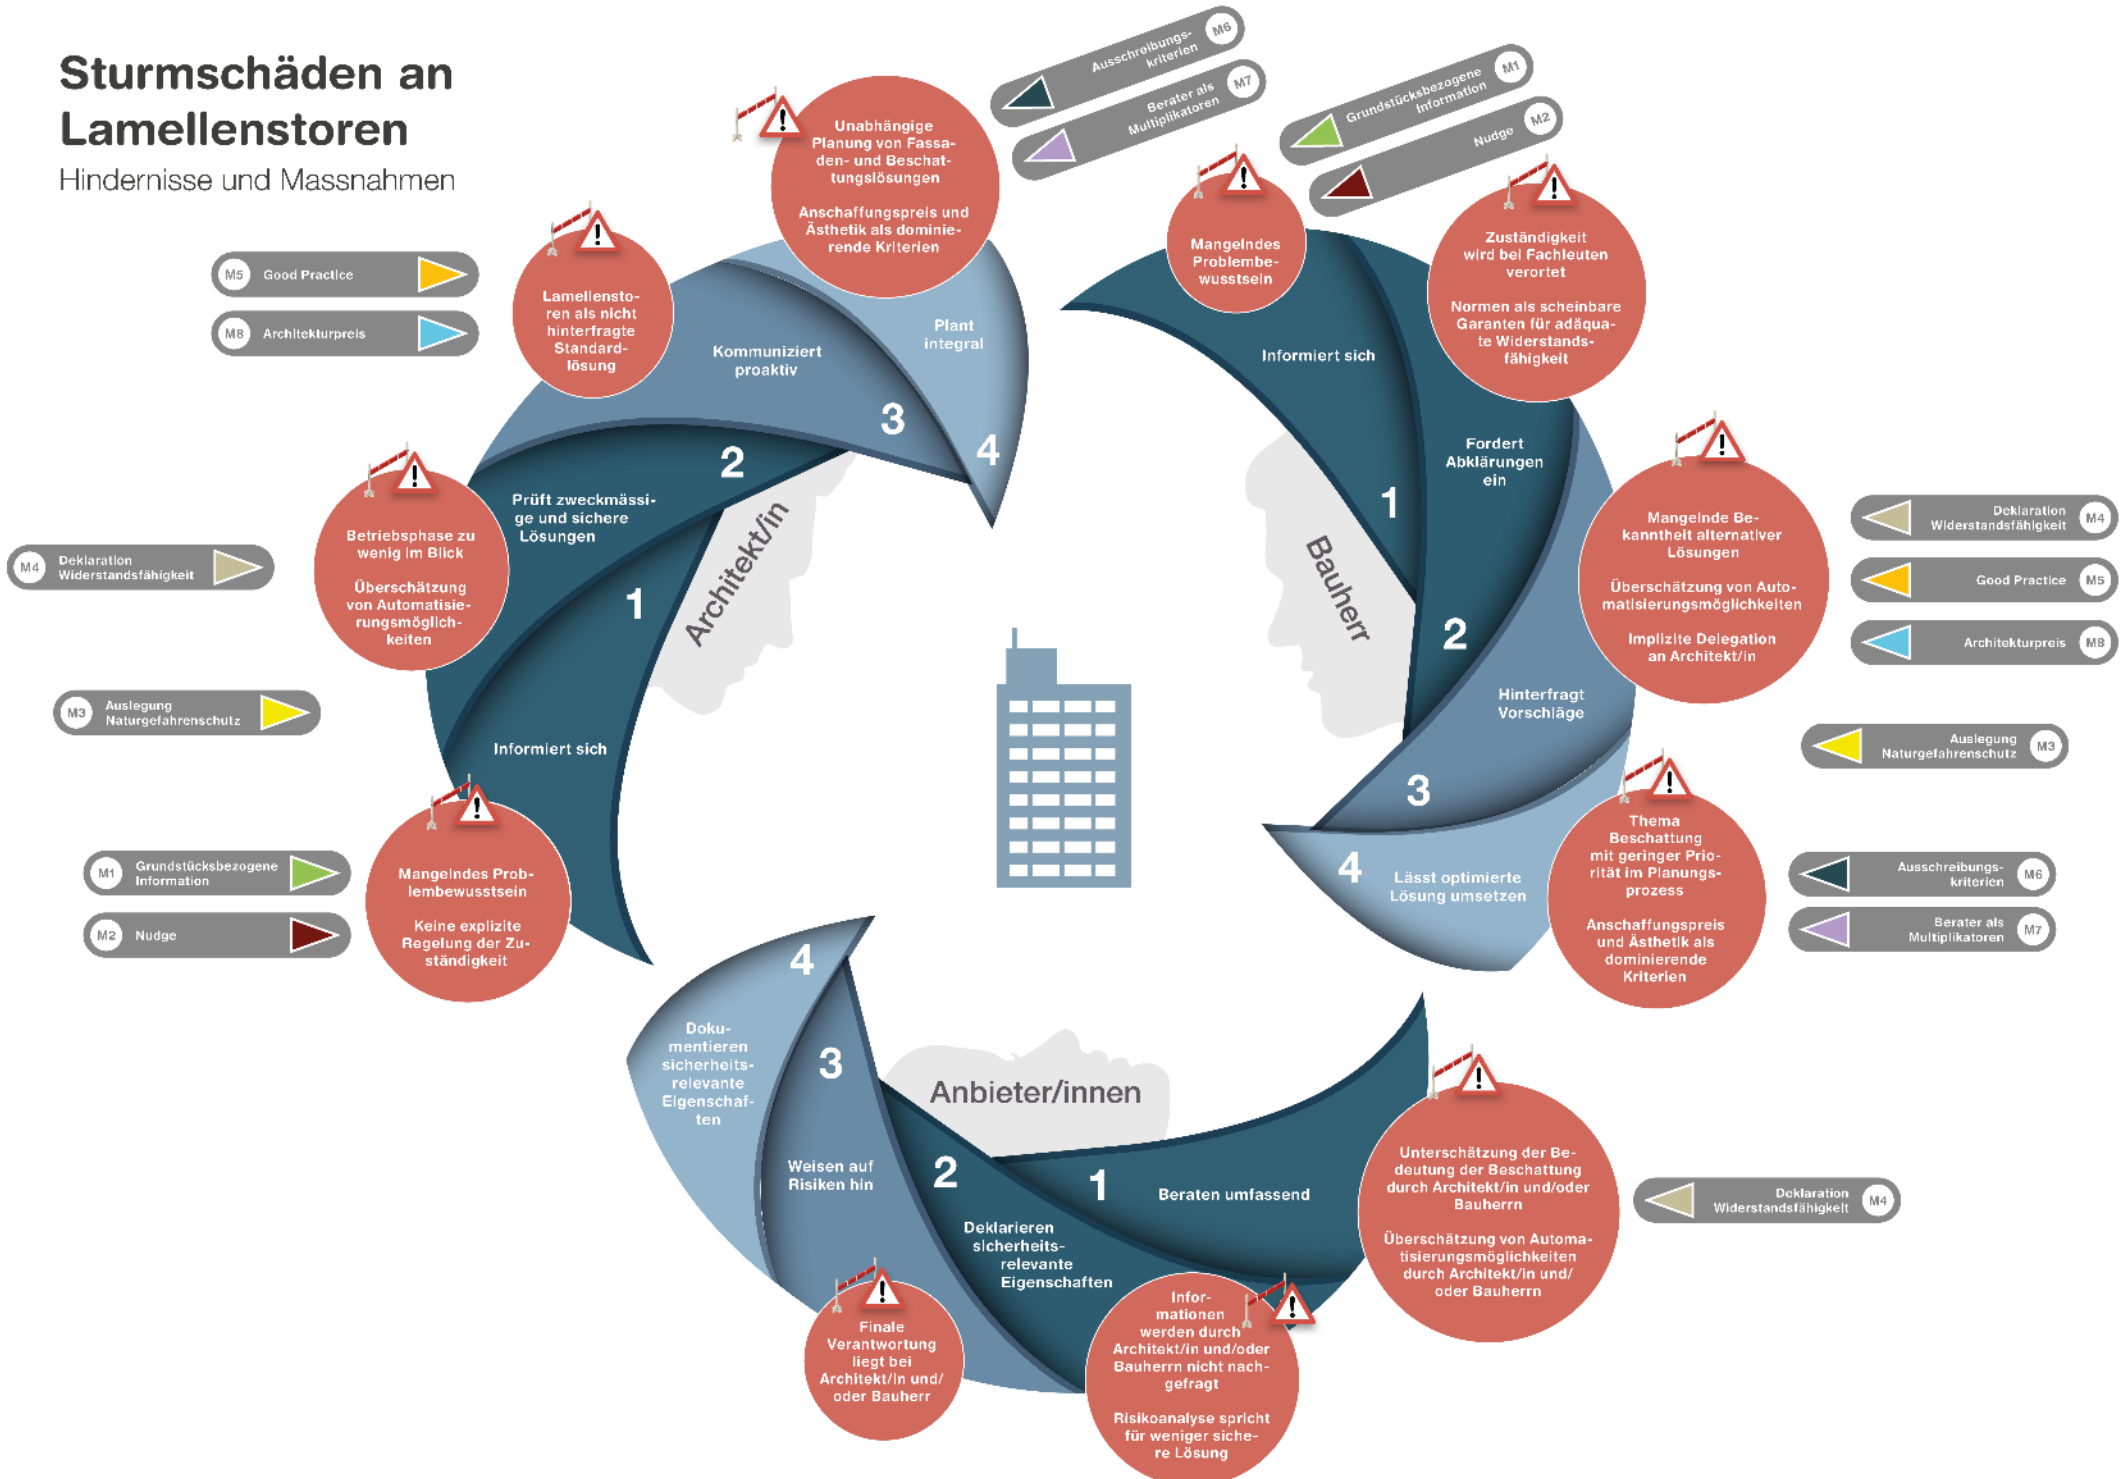 Sturmschäden an
Lamellenstoren
Hindernisse und Massnahmen
M5 Good Practice
M8 Architekturpreis
M4 Deklaration
Widerstandsfähigkeit
M3 Auslegung
Naturgefahrenschutz
M1 Grundstücksbezogene
Information
M2 Nudge
Unabhängige
Planung von Fassa-
den- und Beschat-
tungslösungen
Anschaffungspreis und
Ästhetik als dominie-
rende Kriterien
Lamellensto-
ren als nicht
hinterfragte
Standard-
lösung
Betriebsphase zu
wenig im Blick
Überschätzung
von Automatisie-
rungsmöglich-
keiten
Mangelndes Prob-
lembewusstsein
Keine explizite
Regelung der Zu-
ständigkeit
Plant
integral
4
Kommuniziert
proaktiv
3
Prüft zweckmässi-
ge und sichere
Lösungen
2
Informiert sich
1
Architekt/in
Ausschreibungs-
kriterien M6
Berater als
Multiplikatoren M7
Grundstücksbezogene
Information M1
Nudge M2
Mangelndes
Problembe-
wusstsein
Zuständigkeit
wird bei Fachleuten
verortet
Normen als scheinbare
Garanten für adäqua-
te Widerstands-
fähigkeit
Mangelnde Be-
kanntheit alternativer
Lösungen
Überschätzung von Auto-
matisierungsmöglichkeiten
Implizite Delegation
an Architekt/in
Thema
Beschattung
mit geringer Prio-
rität im Planungs-
prozess
Anschaffungspreis
und Ästhetik als
dominierende
Kriterien
Informiert sich
1
Fordert
Abklärungen
ein
2
Hinterfragt
Vorschläge
3
4
Lässt optimierte
Lösung umsetzen
Bauherr
Deklaration
Widerstandsfähigkeit M4
Good Practice M5
Architekturpreis M8
Auslegung
Naturgefahrenschutz M3
Ausschreibungs-
kriterien M6
Berater als
Multiplikatoren M7
Anbieter/innen
1
Beraten umfassend
2
Deklarieren
sicherheits-
relevante
Eigenschaften
3
Weisen auf
Risiken hin
4
Doku-
mentieren
sicherheits-
relevante
Eigenschaf-
ten
Unterschätzung der Be-
deutung der Beschattung
durch Architekt/in und/oder
Bauherrn
Überschätzung von Automa-
tisierungsmöglichkeiten
durch Architekt/in und/
oder Bauherrn
Infor-
mationen
werden durch
Architekt/in und/oder
Bauherrn nicht nach-
gefragt
Risikoanalyse spricht
für weniger siche-
re Lösung
Finale
Verantwortung
liegt bei
Architekt/in und/
oder Bauherr
Deklaration
Widerstandsfähigkeit M4